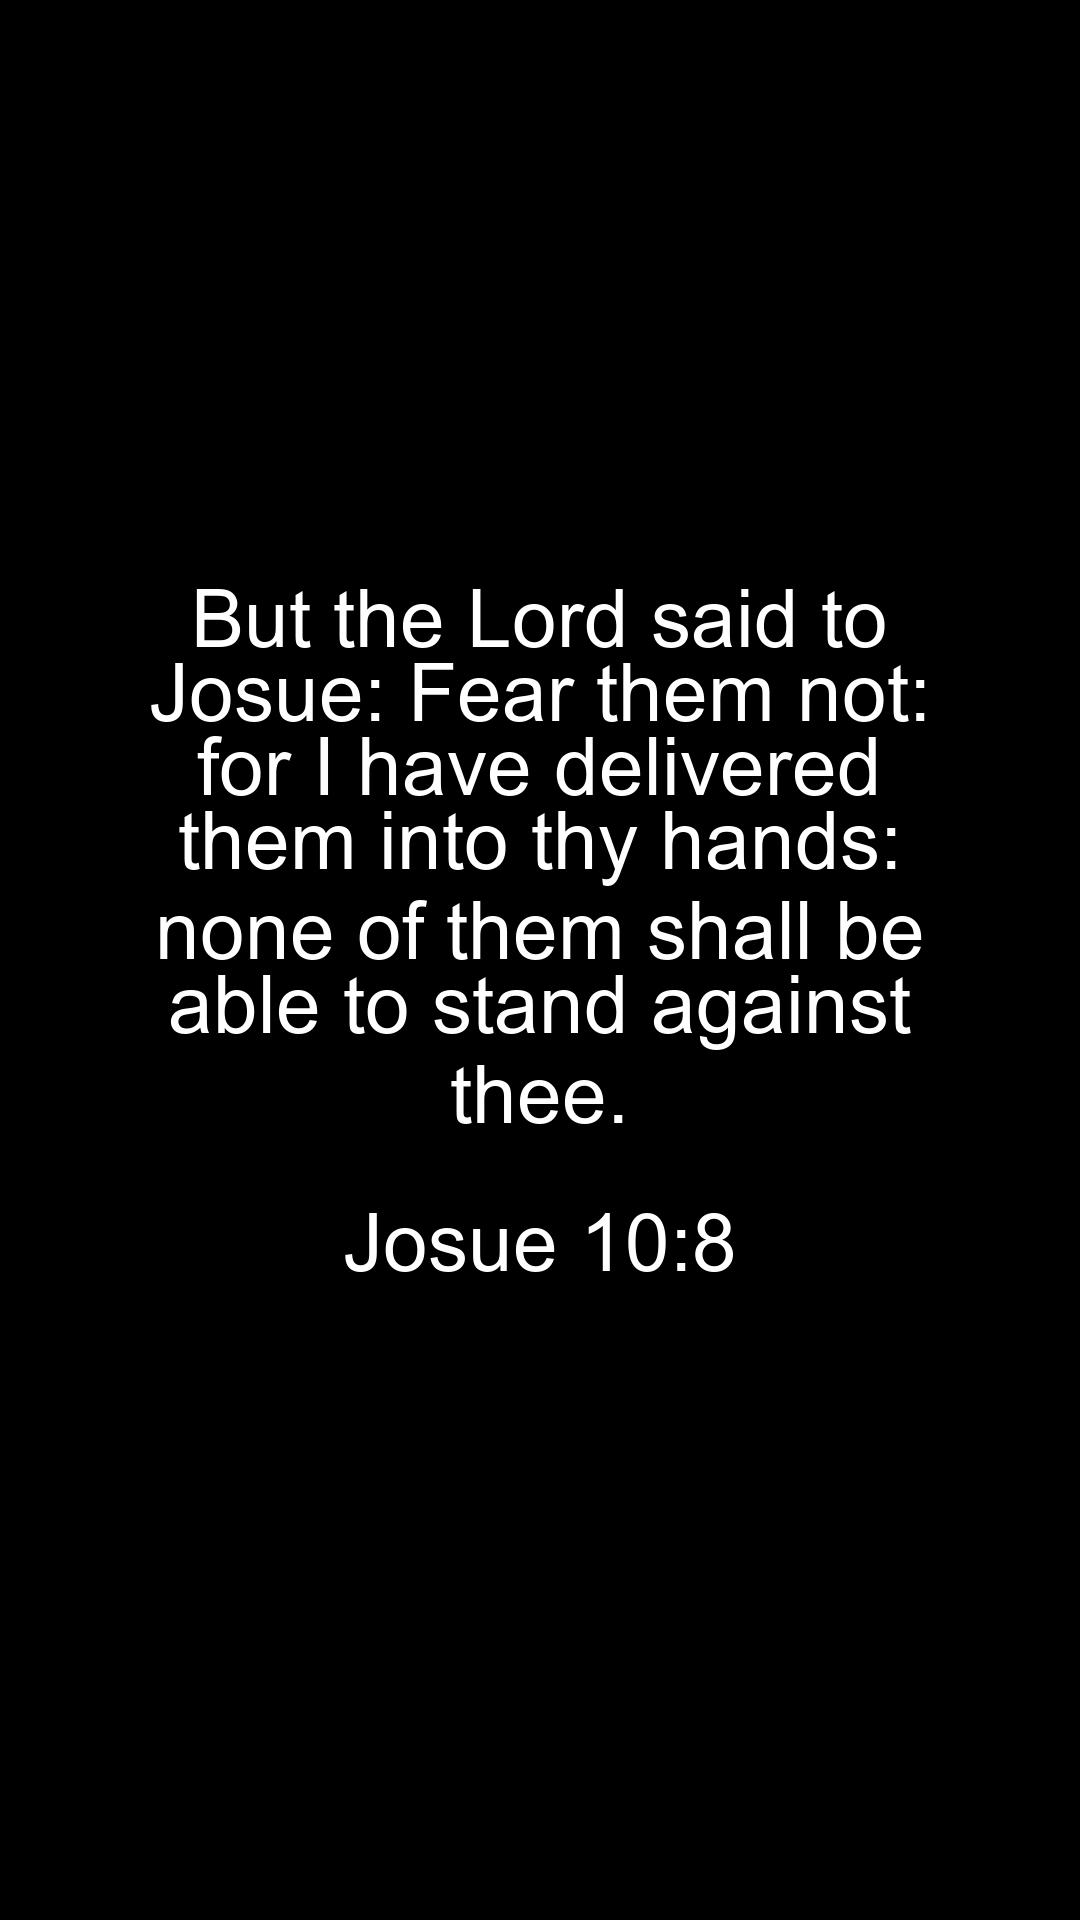 But the Lord said to
Josue: Fear them not:
for I have delivered
them into thy hands:
none of them shall be
able to stand against
thee.
Josue 10:8